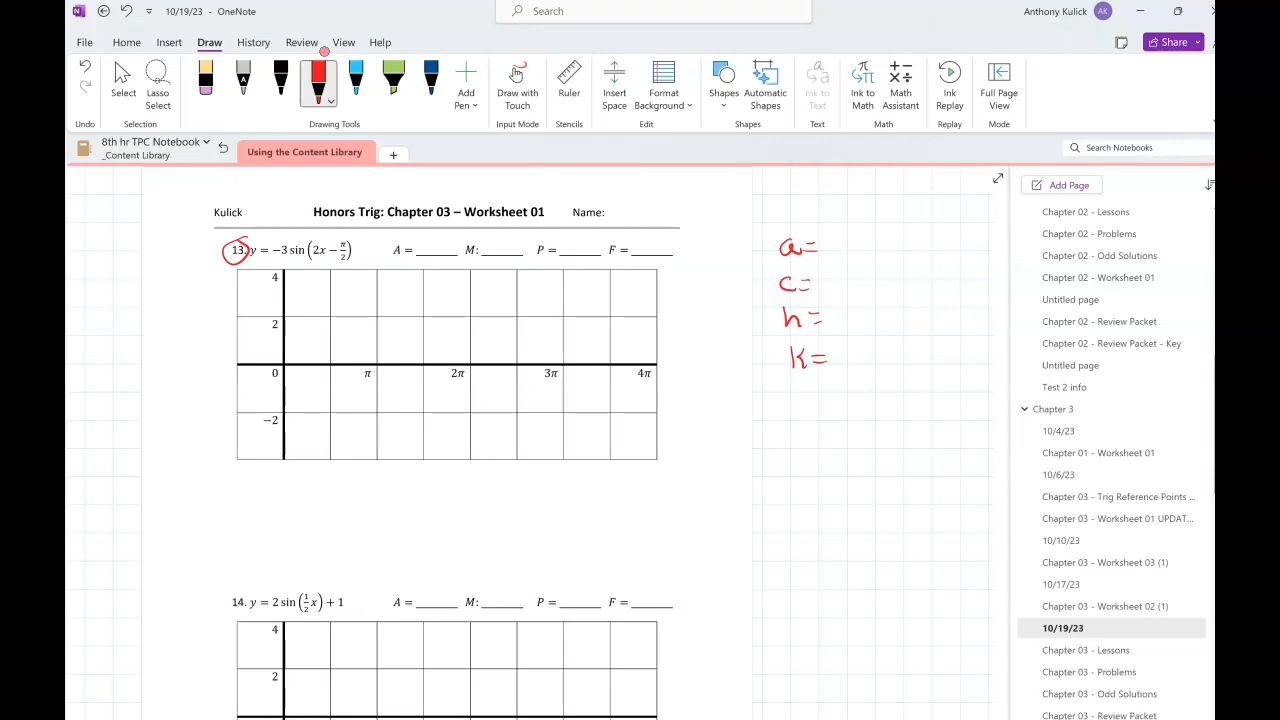 10/19/23 - OneNote
Search
Anthony Kulick AK
File Home Insert Draw History Review View Help
Share
Select
Lasso Select
Add Pen
Draw with Touch
Ruler
Insert Space
Format Background
Shapes
Automatic Shapes
Ink to Text
Ink to Math
Math Assistant
Ink Replay
Full Page View
Undo Selection Drawing Tools Input Mode Stencils Edit Shapes Text Math Replay Mode
8th hr TPC Notebook
_Content Library
Using the Content Library
+
Search Notebooks
Kulick Honors Trig: Chapter 03 – Worksheet 01 Name:
13. y = −3 sin (2x − π/2) A = ______ M: ______ P = ______ F = ______
4
2
0 π 2π 3π 4π
−2
a=
c=
h=
k=
14. y = 2 sin (1/2 x) + 1 A = ______ M: ______ P = ______ F = ______
4
2
Add Page
Chapter 02 - Lessons
Chapter 02 - Problems
Chapter 02 - Odd Solutions
Chapter 02 - Worksheet 01
Untitled page
Chapter 02 - Review Packet
Chapter 02 - Review Packet - Key
Untitled page
Test 2 info
Chapter 3
10/4/23
Chapter 01 - Worksheet 01
10/6/23
Chapter 03 - Trig Reference Points ...
Chapter 03 - Worksheet 01 UPDAT...
10/10/23
Chapter 03 - Worksheet 03 (1)
10/17/23
Chapter 03 - Worksheet 02 (1)
10/19/23
Chapter 03 - Lessons
Chapter 03 - Problems
Chapter 03 - Odd Solutions
Chapter 03 - Review Packet